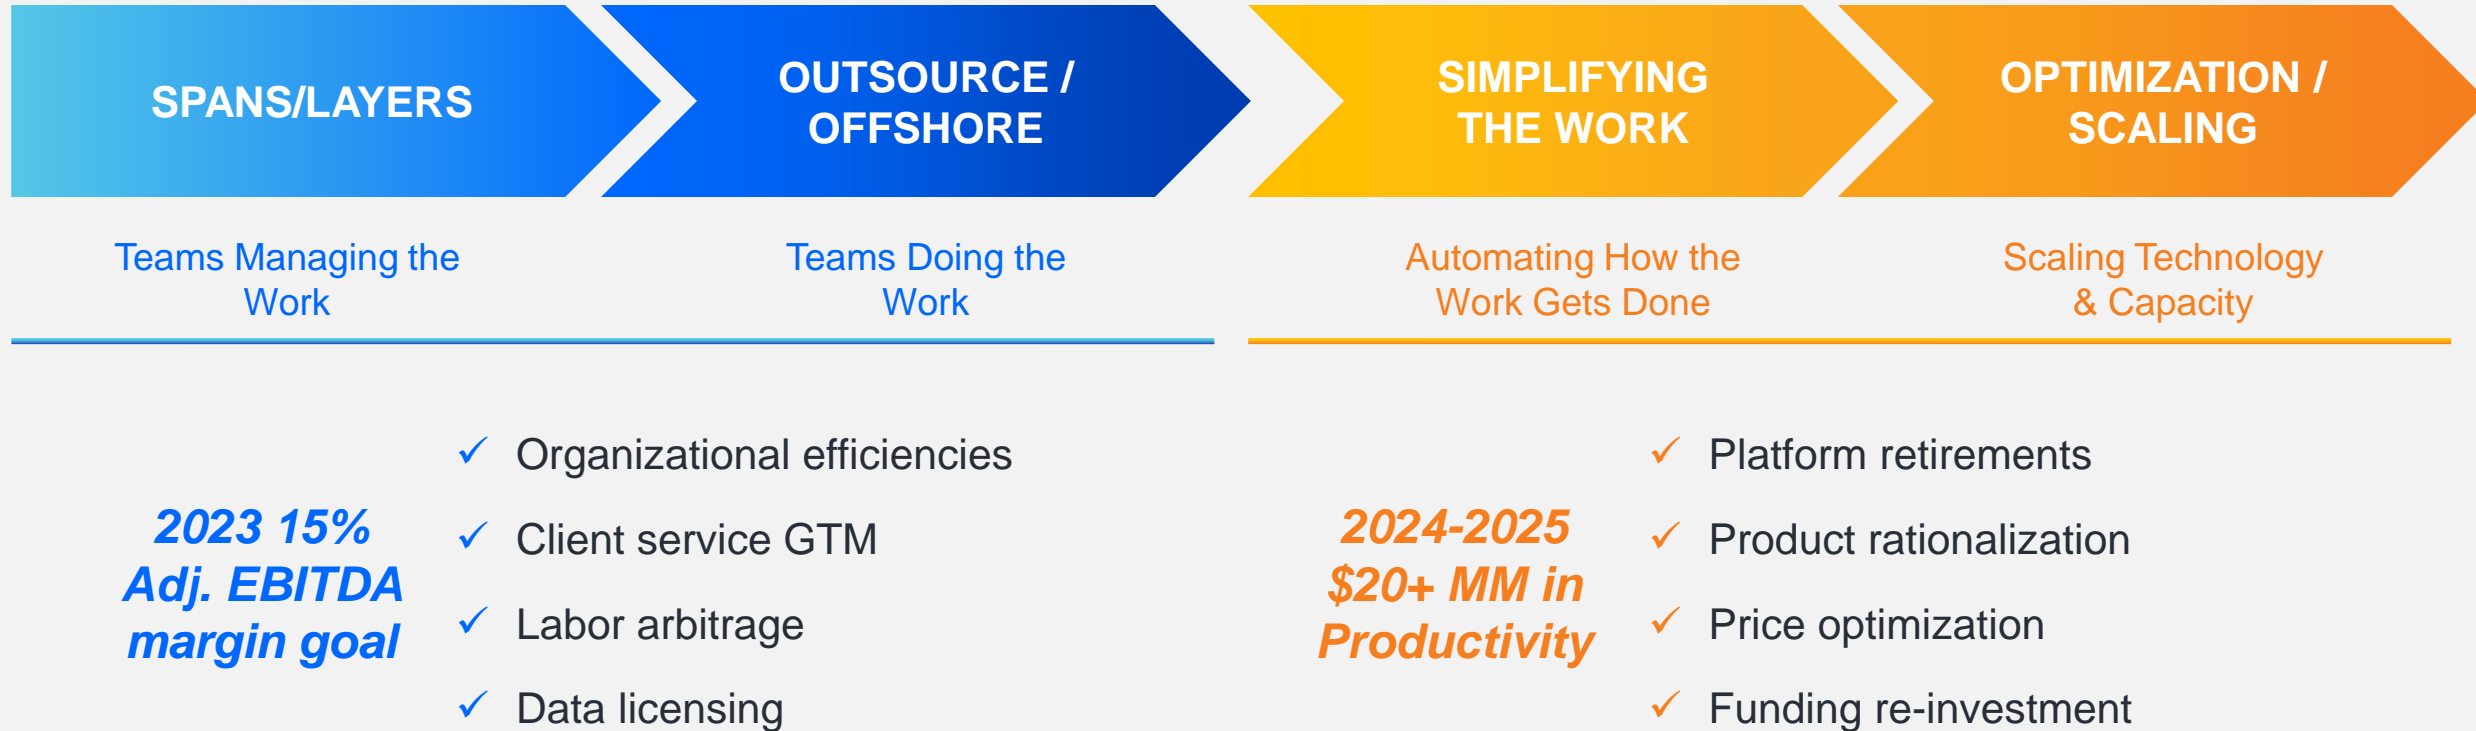 SPANS/LAYERS
OUTSOURCE /
OFFSHORE
SIMPLIFYING
THE WORK
OPTIMIZATION /
SCALING
Teams Managing the
Work
Teams Doing the
Work
Automating How the
Work Gets Done
Scaling Technology
& Capacity
2023 15%
Adj. EBITDA
margin goal
✓ Organizational efficiencies
✓ Client service GTM
✓ Labor arbitrage
✓ Data licensing
2024-2025
$20+ MM in
Productivity
✓ Platform retirements
✓ Product rationalization
✓ Price optimization
✓ Funding re-investment